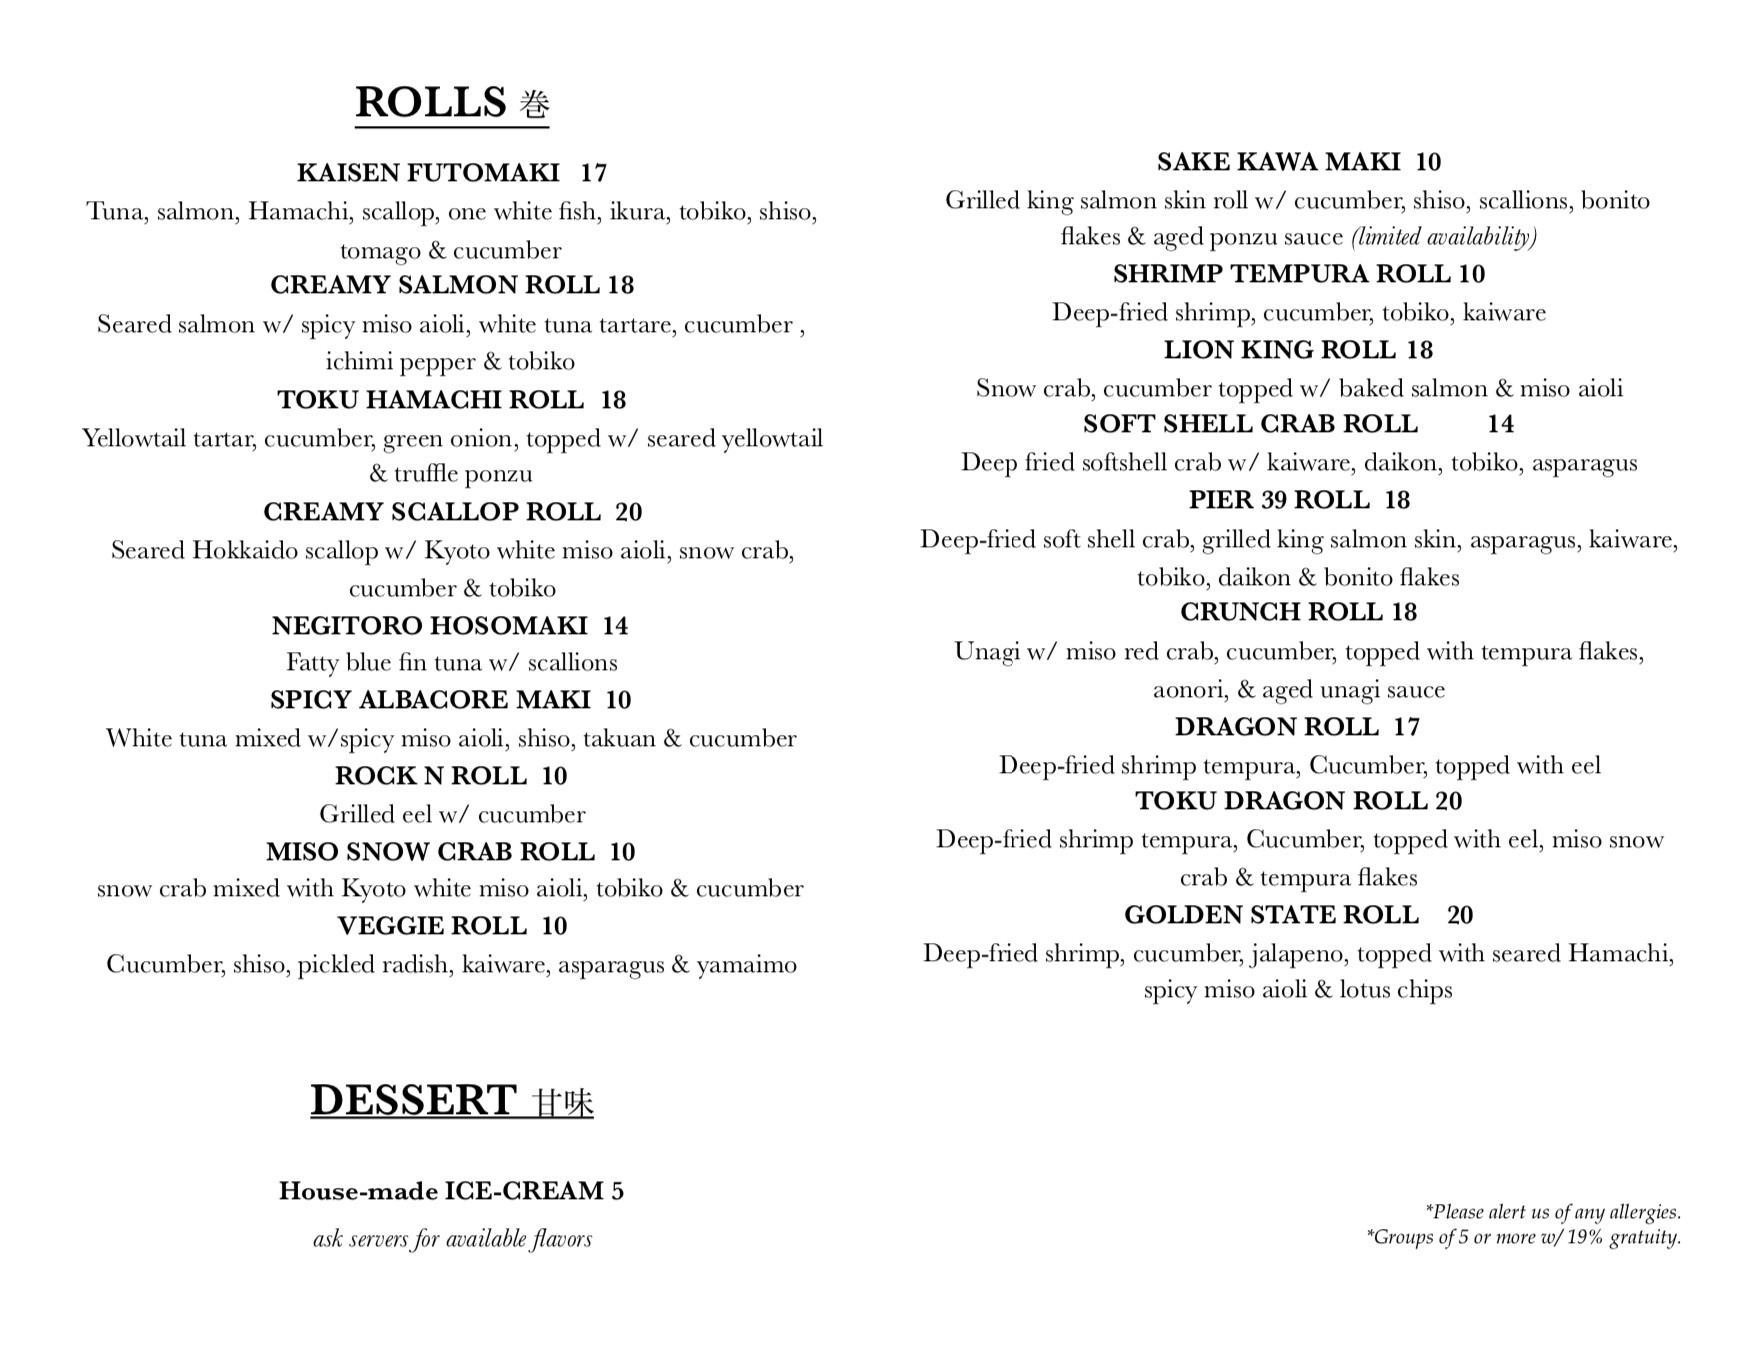 ROLLS 巻
KAISEN FUTOMAKI 17
Tuna, salmon, Hamachi, scallop, one white fish, ikura, tobiko, shiso,
tomago & cucumber
CREAMY SALMON ROLL 18
Seared salmon w/ spicy miso aioli, white tuna tartare, cucumber ,
ichimi pepper & tobiko
TOKU HAMACHI ROLL 18
Yellowtail tartar, cucumber, green onion, topped w/ seared yellowtail
& truffle ponzu
CREAMY SCALLOP ROLL 20
Seared Hokkaido scallop w/ Kyoto white miso aioli, snow crab,
cucumber & tobiko
NEGITORO HOSOMAKI 14
Fatty blue fin tuna w/ scallions
SPICY ALBACORE MAKI 10
White tuna mixed w/spicy miso aioli, shiso, takuan & cucumber
ROCK N ROLL 10
Grilled eel w/ cucumber
MISO SNOW CRAB ROLL 10
snow crab mixed with Kyoto white miso aioli, tobiko & cucumber
VEGGIE ROLL 10
Cucumber, shiso, pickled radish, kaiware, asparagus & yamaimo
DESSERT 甘味
House-made ICE-CREAM 5
ask servers for available flavors
SAKE KAWA MAKI 10
Grilled king salmon skin roll w/ cucumber, shiso, scallions, bonito
flakes & aged ponzu sauce (limited availability)
SHRIMP TEMPURA ROLL 10
Deep-fried shrimp, cucumber, tobiko, kaiware
LION KING ROLL 18
Snow crab, cucumber topped w/ baked salmon & miso aioli
SOFT SHELL CRAB ROLL 14
Deep fried softshell crab w/ kaiware, daikon, tobiko, asparagus
PIER 39 ROLL 18
Deep-fried soft shell crab, grilled king salmon skin, asparagus, kaiware,
tobiko, daikon & bonito flakes
CRUNCH ROLL 18
Unagi w/ miso red crab, cucumber, topped with tempura flakes,
aonori, & aged unagi sauce
DRAGON ROLL 17
Deep-fried shrimp tempura, Cucumber, topped with eel
TOKU DRAGON ROLL 20
Deep-fried shrimp tempura, Cucumber, topped with eel, miso snow
crab & tempura flakes
GOLDEN STATE ROLL 20
Deep-fried shrimp, cucumber, jalapeno, topped with seared Hamachi,
spicy miso aioli & lotus chips
*Please alert us of any allergies.
*Groups of 5 or more w/ 19% gratuity.